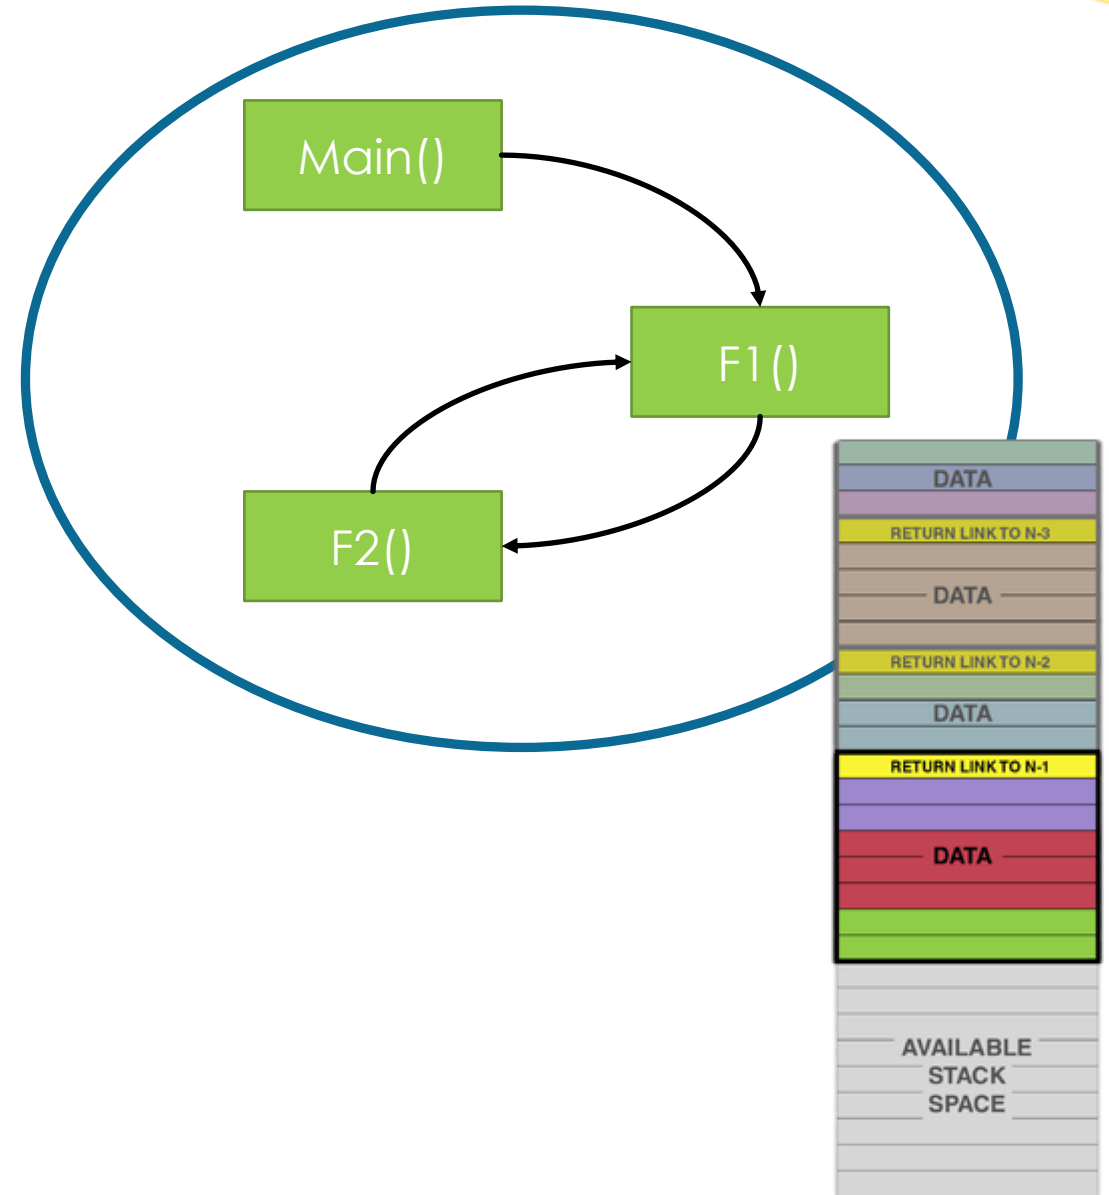 Main()
F1()
F2()
DATA
RETURN LINK TO N-3
DATA
RETURN LINK TO N-2
DATA
RETURN LINK TO N-1
DATA
AVAILABLE
STACK
SPACE